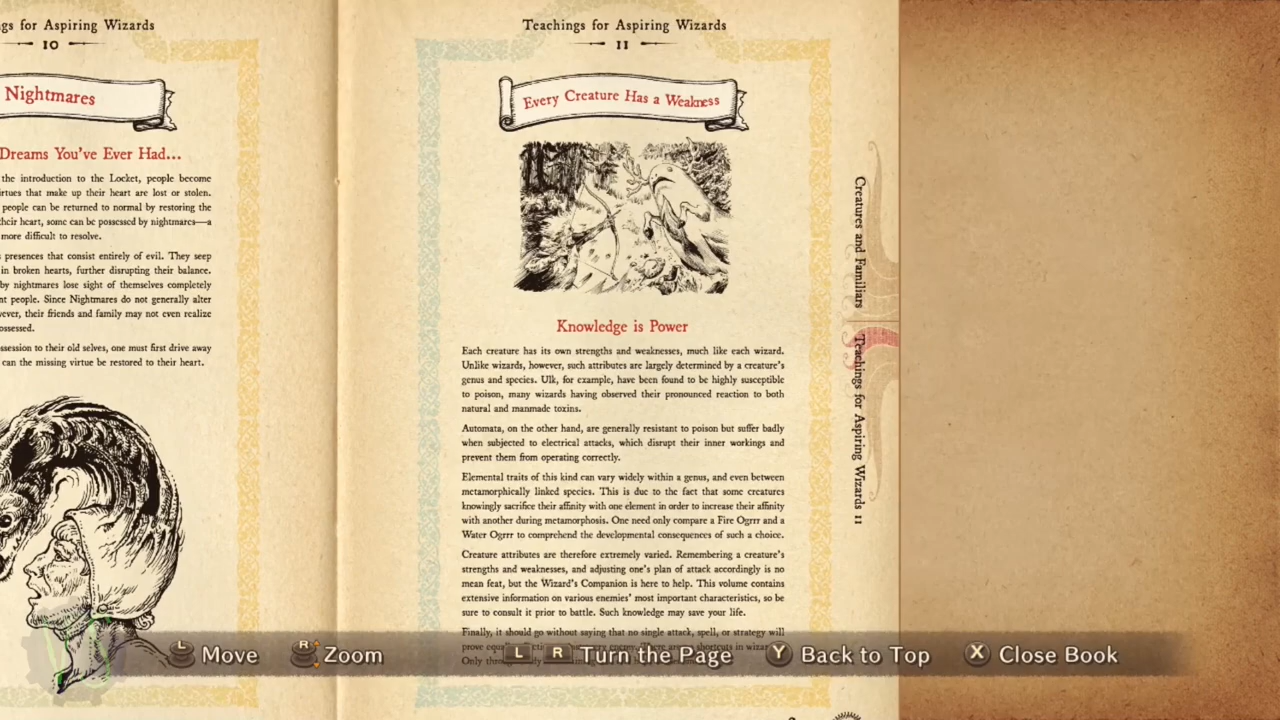 gs for Aspiring Wizards
10
Nightmares
Dreams You've Ever Had...
the introduction to the Locket, people become
irtues that make up their heart are lost or stolen.
people can be returned to normal by restoring the
their heart, some can be possessed by nightmares—a
more difficult to resolve.
presences that consist entirely of evil. They seep
in broken hearts, further disrupting their balance.
by nightmares lose sight of themselves completely
nt people. Since Nightmares do not generally alter
ever, their friends and family may not even realize
ossessed.
ssession to their old selves, one must first drive away
can the missing virtue be restored to their heart.
Teachings for Aspiring Wizards
11
Every Creature Has a Weakness
Knowledge is Power
Each creature has its own strengths and weaknesses, much like each wizard.
Unlike wizards, however, such attributes are largely determined by a creature's
genus and species. Ulk, for example, have been found to be highly susceptible
to poison, many wizards having observed their pronounced reaction to both
natural and manmade toxins.
Automata, on the other hand, are generally resistant to poison but suffer badly
when subjected to electrical attacks, which disrupt their inner workings and
prevent them from operating correctly.
Elemental traits of this kind can vary widely within a genus, and even between
metamorphically linked species. This is due to the fact that some creatures
knowingly sacrifice their affinity with one element in order to increase their affinity
with another during metamorphosis. One need only compare a Fire Ogrrr and a
Water Ogrrr to comprehend the developmental consequences of such a choice.
Creature attributes are therefore extremely varied. Remembering a creature's
strengths and weaknesses, and adjusting one's plan of attack accordingly is no
mean feat, but the Wizard's Companion is here to help. This volume contains
extensive information on various enemies' most important characteristics, so be
sure to consult it prior to battle. Such knowledge may save your life.
Finally, it should go without saying that no single attack, spell, or strategy will
prove
Only
Creatures and Familiars
Teachings for Aspiring Wizards 11
L Move R Zoom L R Turn the Page Y Back to Top X Close Book